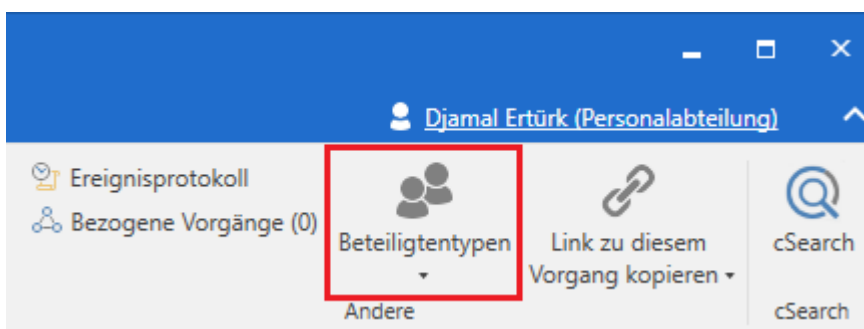 Djamal Ertürk (Personalabteilung)
Ereignisprotokoll
Bezogene Vorgänge (0)
Beteiligtentypen
Link zu diesem
Vorgang kopieren
cSearch
Andere
cSearch